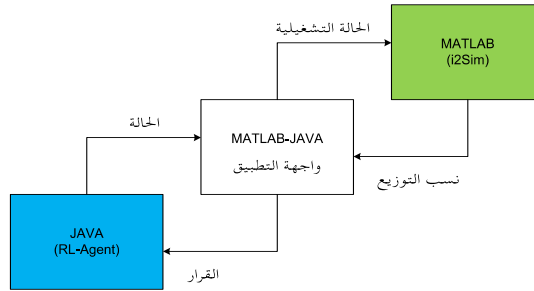 الحالة التشغيلية
MATLAB
(i2Sim)
الحالة
MATLAB-JAVA
واجهة التطبيق
نسب التوزيع
JAVA
(RL-Agent)
القرار